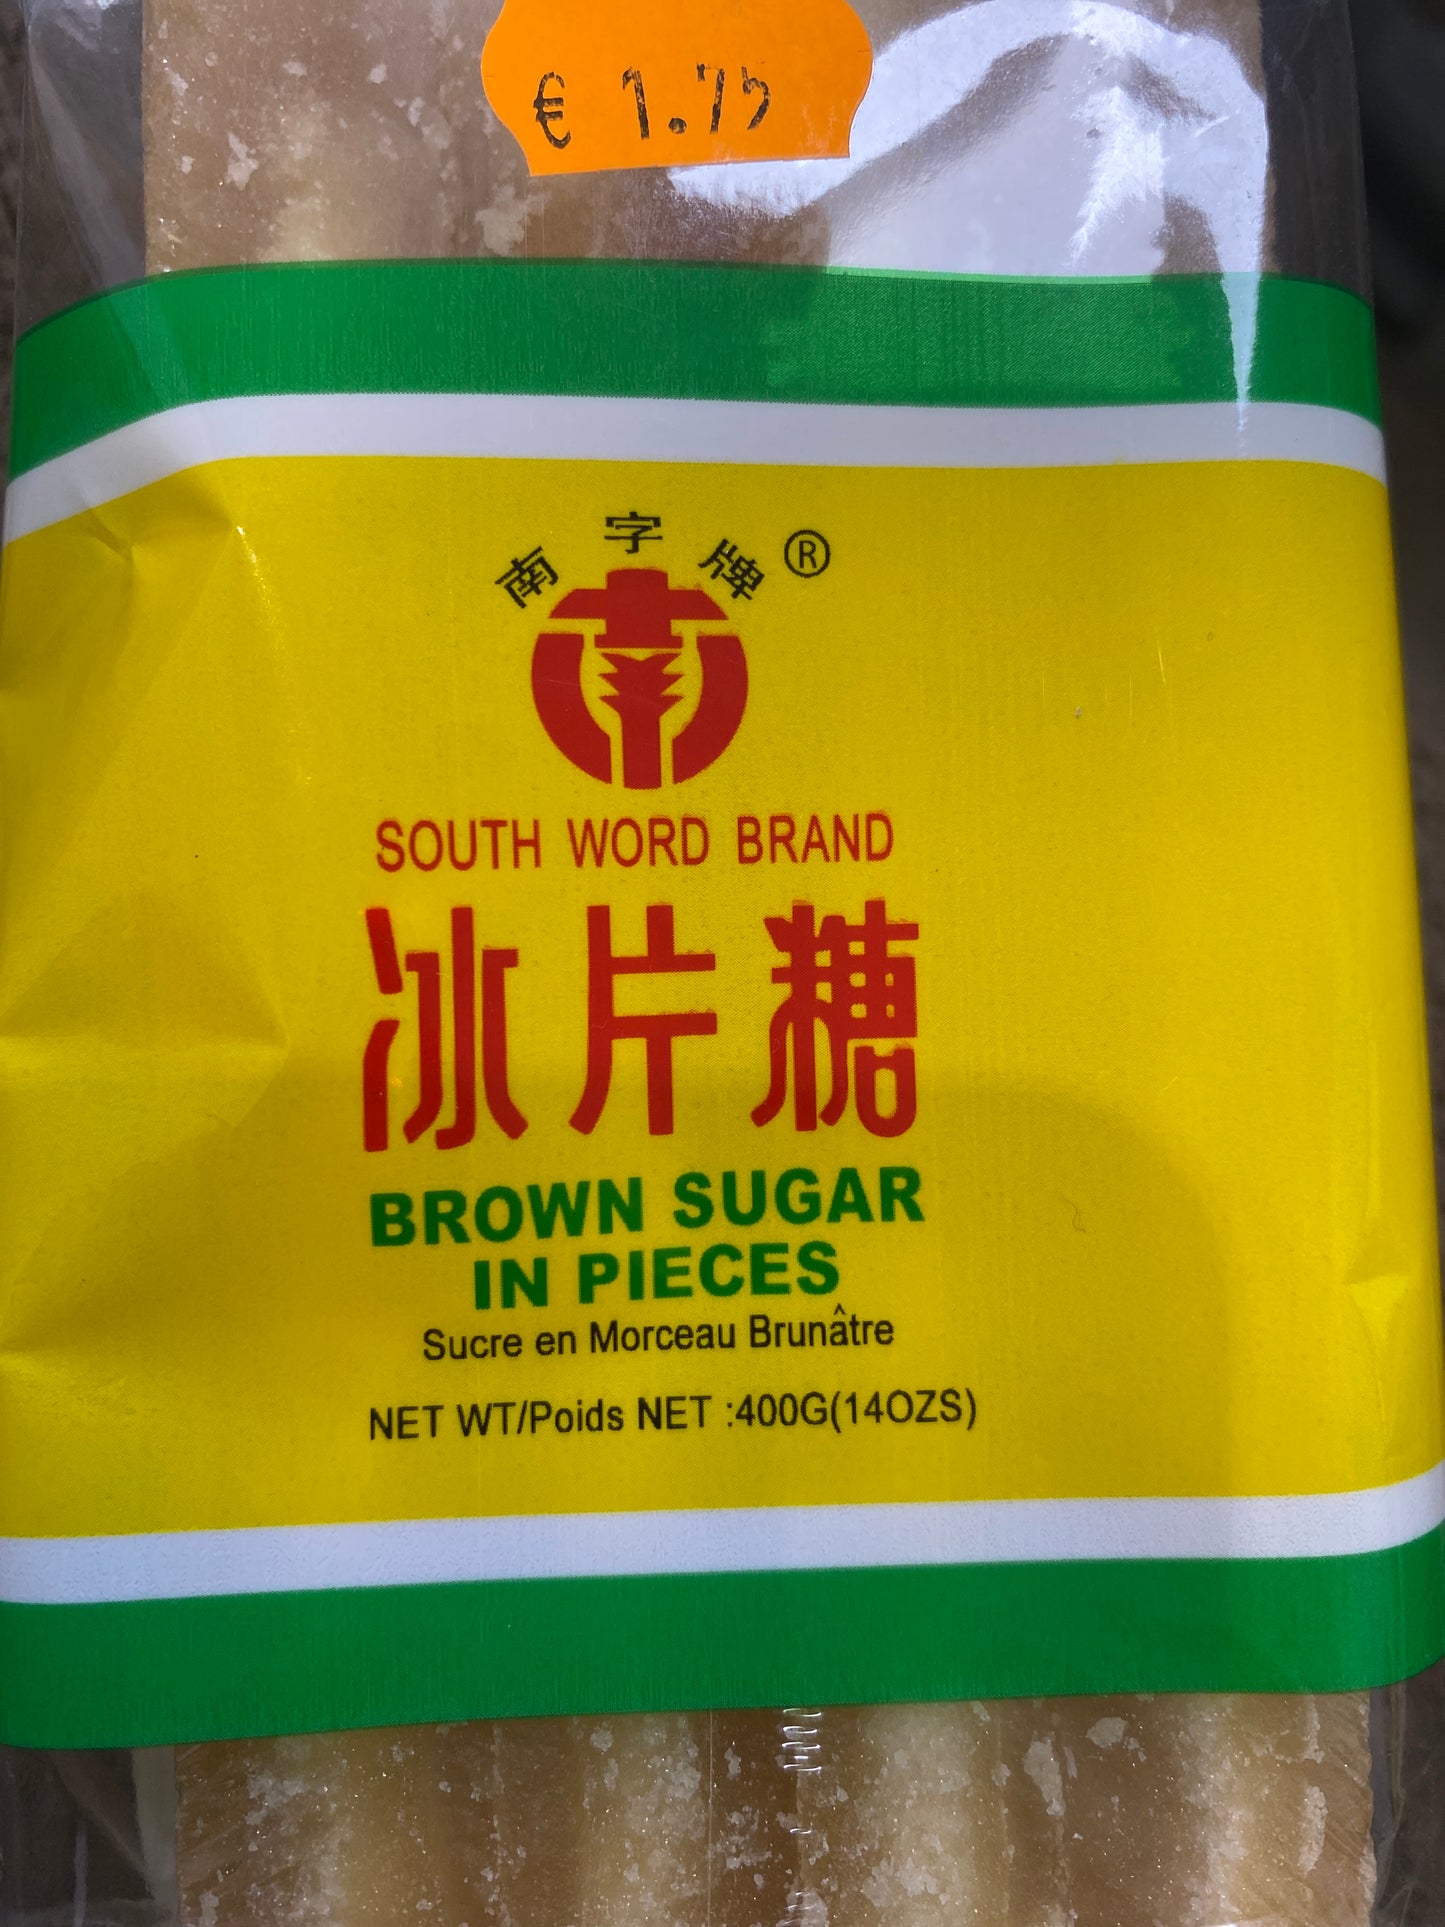 € 1.75
南字牌®
SOUTH WORD BRAND
冰片糖
BROWN SUGAR
IN PIECES
Sucre en Morceau Brunâtre
NET WT/Poids NET :400G(14OZS)